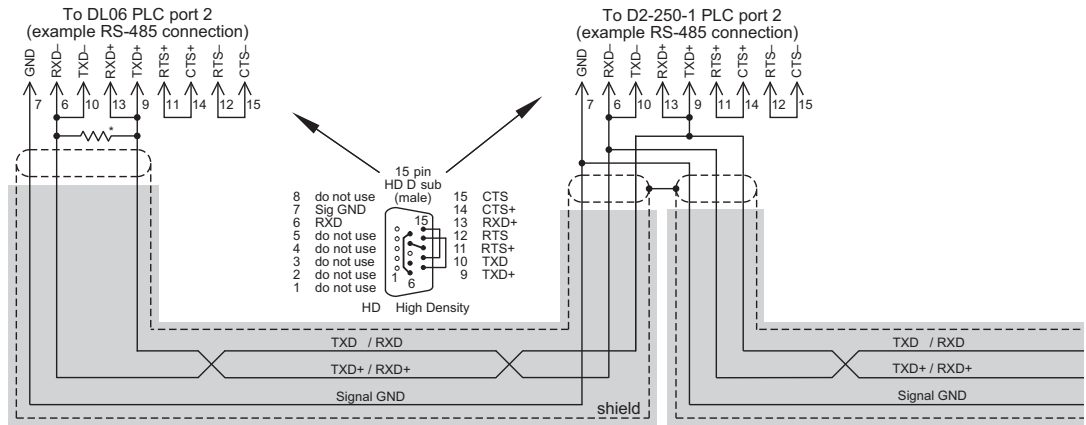 To DL06 PLC port 2
(example RS-485 connection)
GND
RXD–
TXD–
RXD+
TXD+
RTS+
CTS+
RTS–
CTS–
7
6
10
13
9
11
14
12
15
*
To D2-250-1 PLC port 2
(example RS-485 connection)
GND
RXD–
TXD–
RXD+
TXD+
RTS+
CTS+
RTS–
CTS–
7
6
10
13
9
11
14
12
15
15 pin
HD D sub
(male)
8 do not use
7 Sig GND
6 RXD
5 do not use
4 do not use
3 do not use
2 do not use
1 do not use
15
1
6
15 CTS
14 CTS+
13 RXD+
12 RTS
11 RTS+
10 TXD
9 TXD+
HD High Density
TXD / RXD
TXD+ / RXD+
Signal GND
shield
TXD / RXD
TXD+ / RXD+
Signal GND